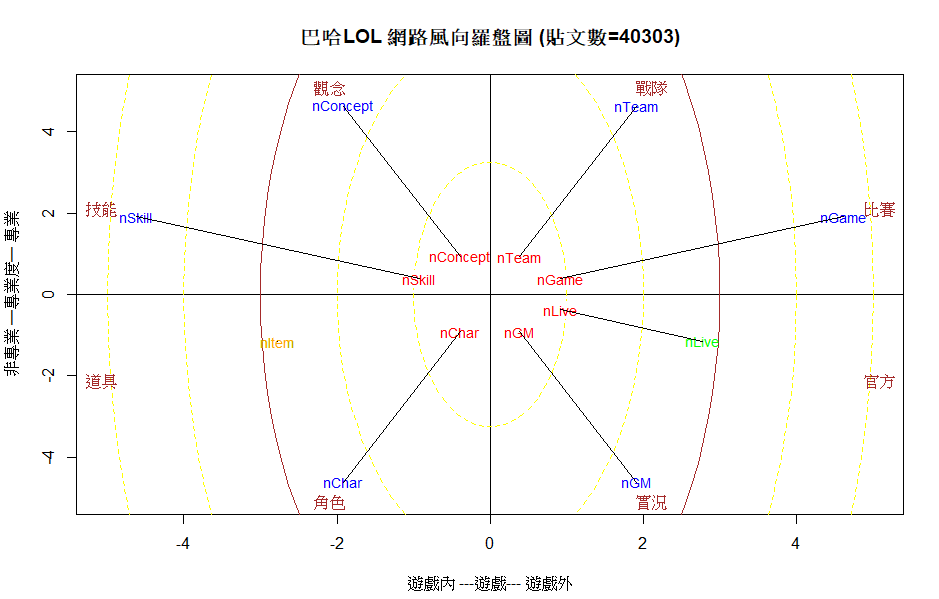 巴哈LOL 網路風向羅盤圖 (貼文數=40303)
觀念
戰隊
nConcept
nTeam
技能
比賽
nSkill
nGame
nConcept
nTeam
nSkill
nGame
nLive
nChar
nGM
nItem
nLive
道具
官方
nChar
nGM
角色
實況
4
2
0
-2
-4
-4
-2
0
2
4
非專業 ---專業度--- 專業
遊戲內 ---遊戲--- 遊戲外